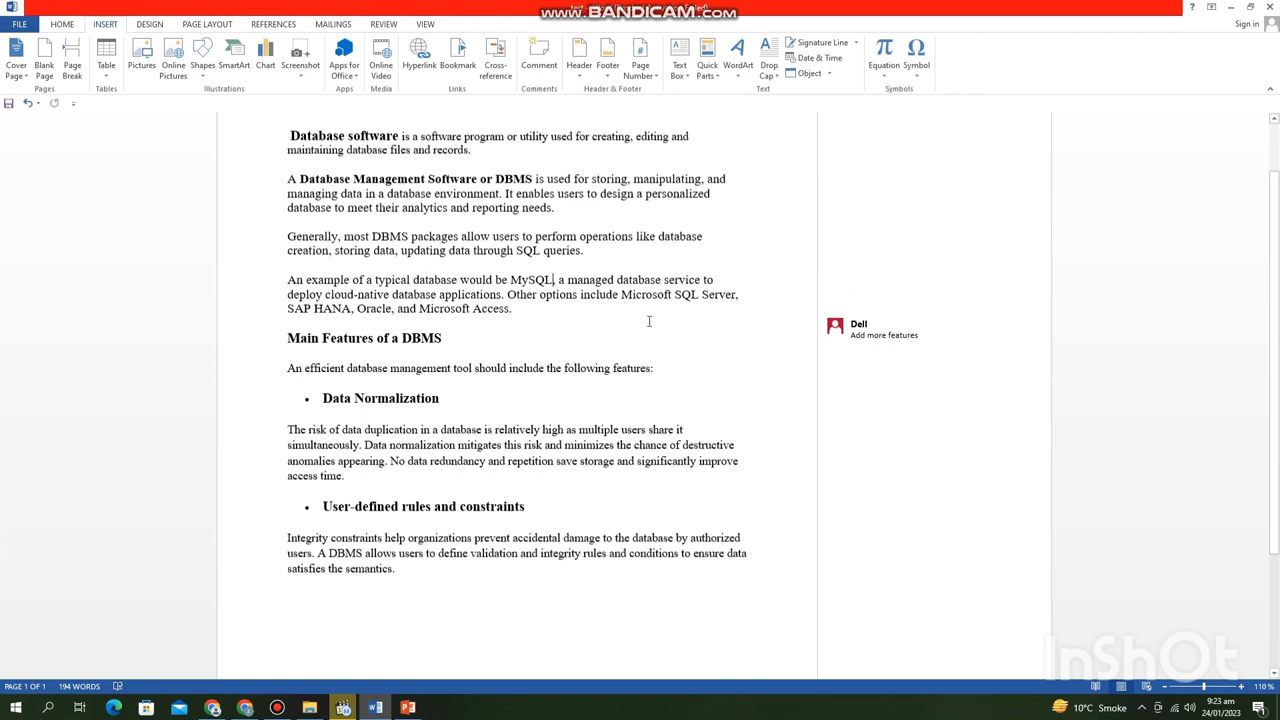 www.BANDICAM.com
FILE HOME INSERT DESIGN PAGE LAYOUT REFERENCES MAILINGS REVIEW VIEW
Sign in
Cover Page
Blank Page
Page Break
Table
Pictures
Online Pictures
Shapes
SmartArt
Chart
Screenshot
Apps for Office
Online Video
Hyperlink
Bookmark
Cross-reference
Comment
Header
Footer
Page Number
Text Box
Quick Parts
WordArt
Drop Cap
Signature Line
Date & Time
Object
Equation
Symbol
Pages Tables Illustrations Apps Media Links Comments Header & Footer Text Symbols
Database software is a software program or utility used for creating, editing and
maintaining database files and records.
A Database Management Software or DBMS is used for storing, manipulating, and
managing data in a database environment. It enables users to design a personalized
database to meet their analytics and reporting needs.
Generally, most DBMS packages allow users to perform operations like database
creation, storing data, updating data through SQL queries.
An example of a typical database would be MySQL, a managed database service to
deploy cloud-native database applications. Other options include Microsoft SQL Server,
SAP HANA, Oracle, and Microsoft Access.
Dell
Add more features
Main Features of a DBMS
An efficient database management tool should include the following features:
• Data Normalization
The risk of data duplication in a database is relatively high as multiple users share it
simultaneously. Data normalization mitigates this risk and minimizes the chance of destructive
anomalies appearing. No data redundancy and repetition save storage and significantly improve
access time.
• User-defined rules and constraints
Integrity constraints help organizations prevent accidental damage to the database by authorized
users. A DBMS allows users to define validation and integrity rules and conditions to ensure data
satisfies the semantics.
InShOt
PAGE 1 OF 1 194 WORDS
110 %
10°C Smoke
9:23 am
24/01/2023